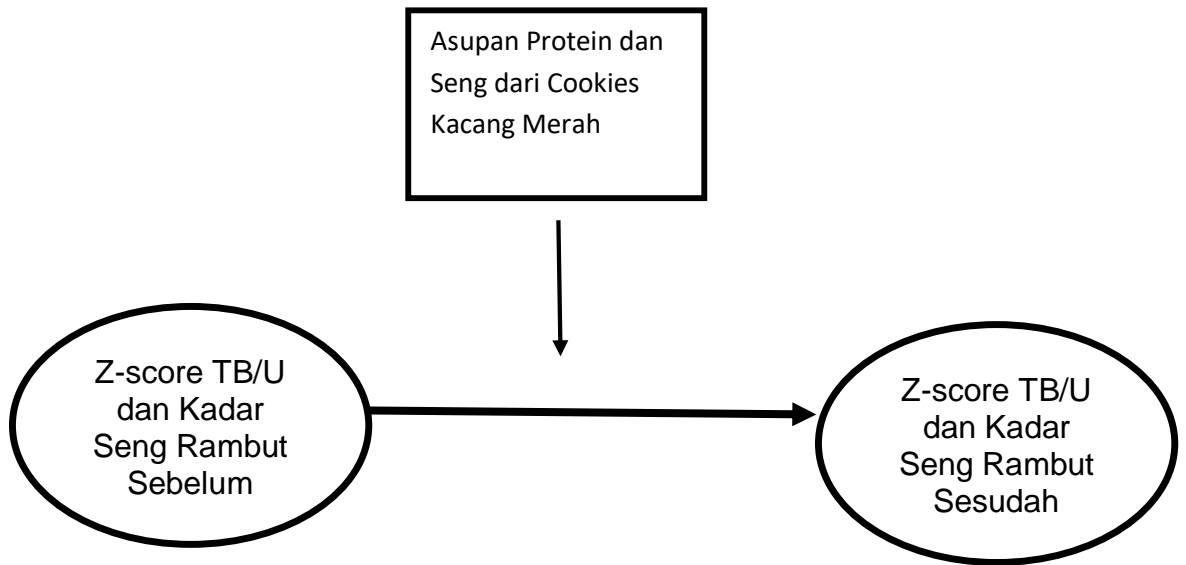 Asupan Protein dan
Seng dari Cookies
Kacang Merah
Z-score TB/U
dan Kadar
Seng Rambut
Sebelum
Z-score TB/U
dan Kadar
Seng Rambut
Sesudah